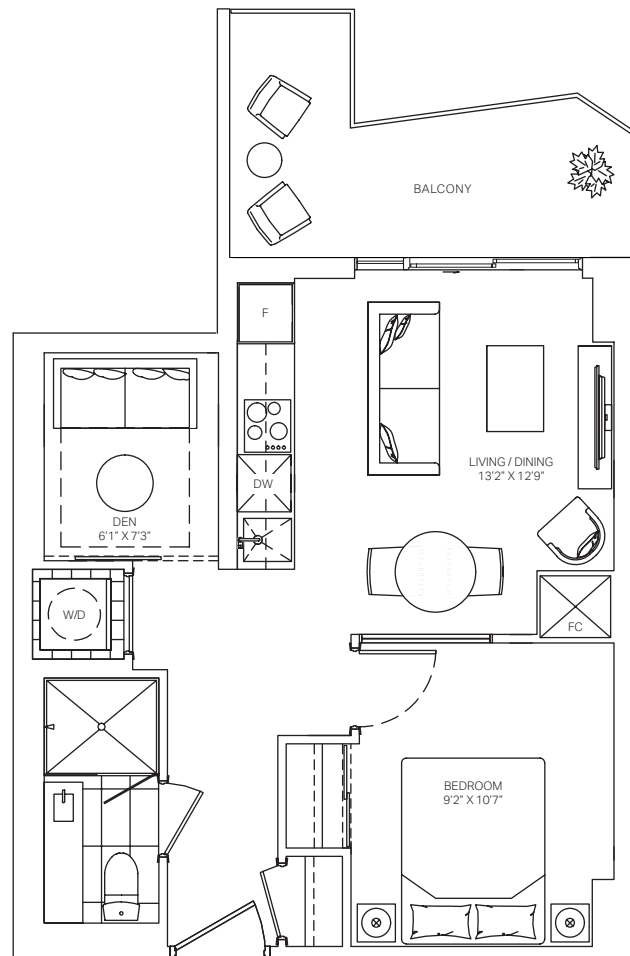 BALCONY
F
LIVING / DINING
13'2" X 12'9"
DW
DEN
6'1" X 7'3"
W/D
FC
BEDROOM
9'2" X 10'7"